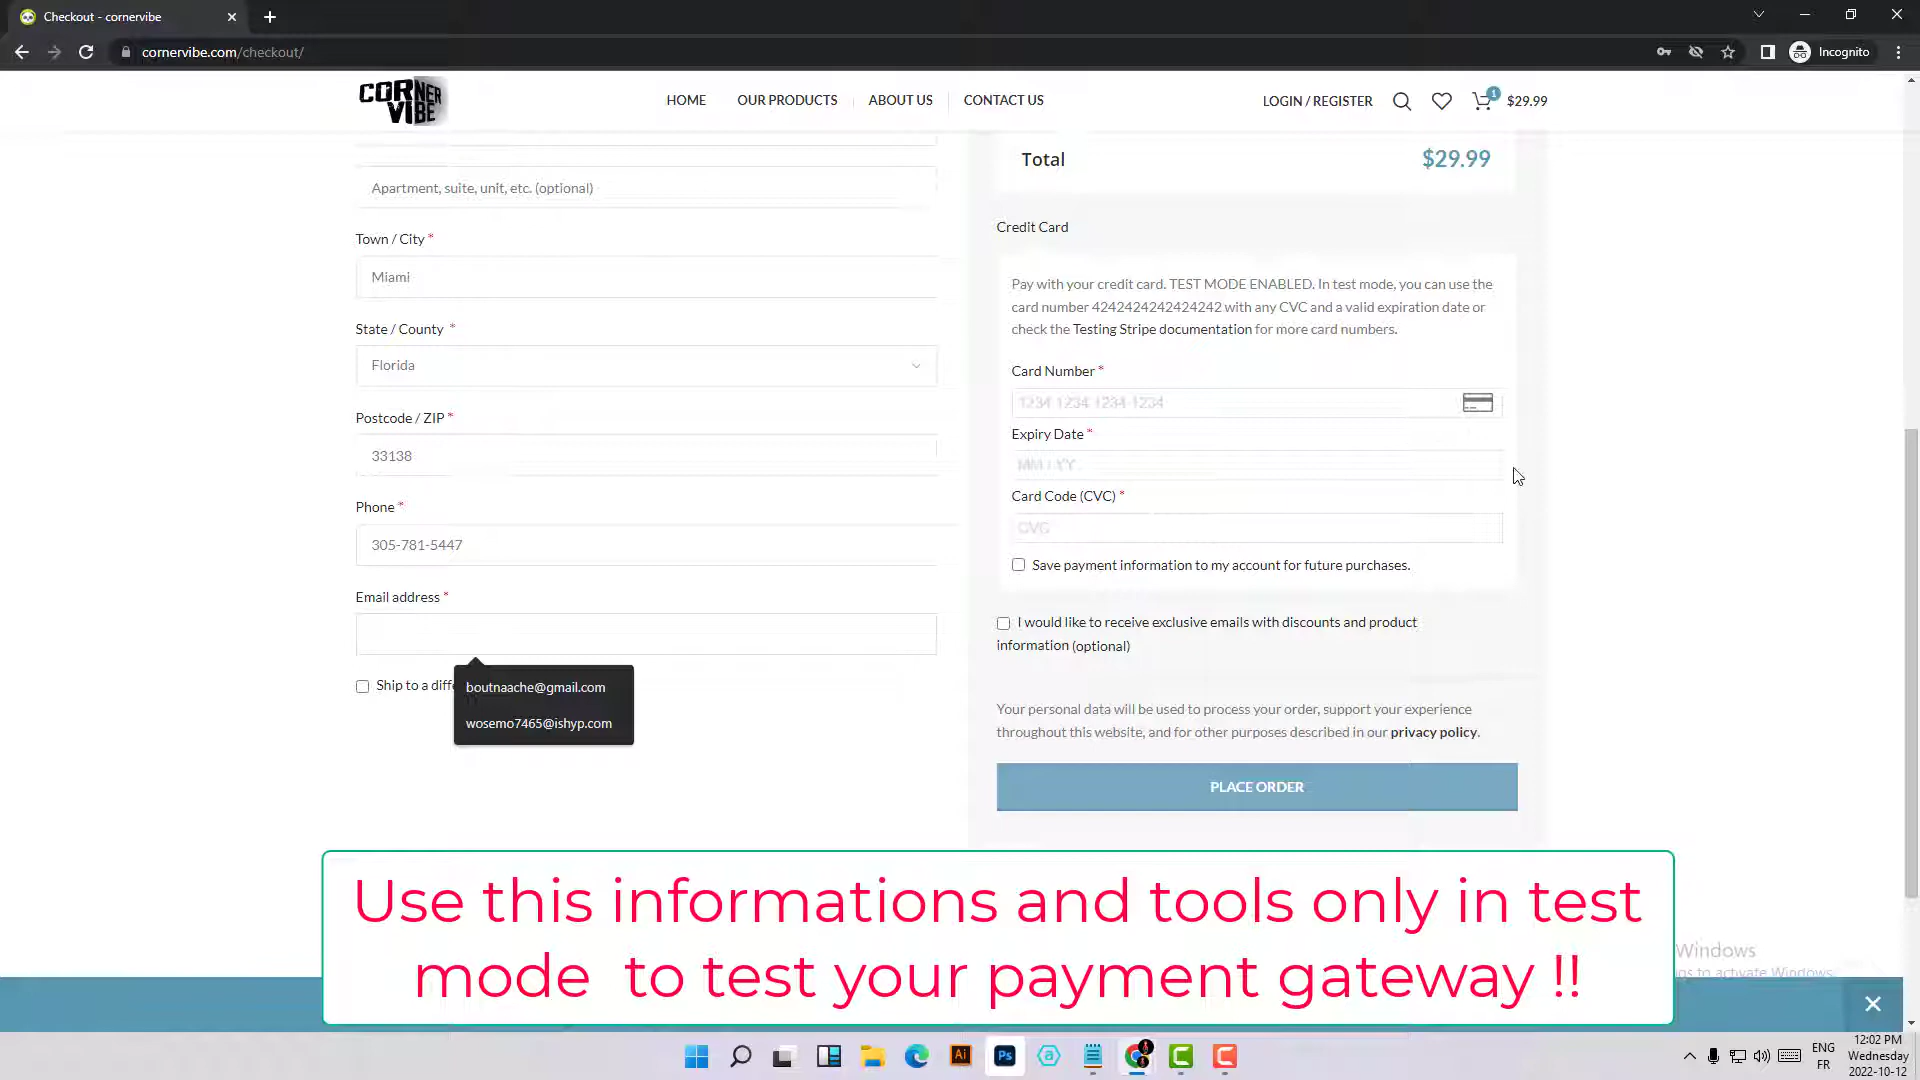 Checkout - cornervibe
cornervibe.com/checkout/
Incognito
CORNER
VIBE
HOME
OUR PRODUCTS
ABOUT US
CONTACT US
LOGIN / REGISTER
1
$29.99
Apartment, suite, unit, etc. (optional)
Town / City *
Miami
State / County *
Florida
Postcode / ZIP *
33138
Phone *
305-781-5447
Email address *
boutnaache@gmail.com
wosemo7465@ishyp.com
Ship to a diffe
Total
$29.99
Credit Card
Pay with your credit card. TEST MODE ENABLED. In test mode, you can use the
card number 4242424242424242 with any CVC and a valid expiration date or
check the Testing Stripe documentation for more card numbers.
Card Number *
1234 1234 1234 1234
Expiry Date *
MM / YY
Card Code (CVC) *
CVC
Save payment information to my account for future purchases.
I would like to receive exclusive emails with discounts and product
information (optional)
Your personal data will be used to process your order, support your experience
throughout this website, and for other purposes described in our privacy policy.
PLACE ORDER
Use this informations and tools only in test
mode to test your payment gateway !!
Windows
to activate Windows.
Ai
Ps
ENG
FR
12:02 PM
Wednesday
2022-10-12